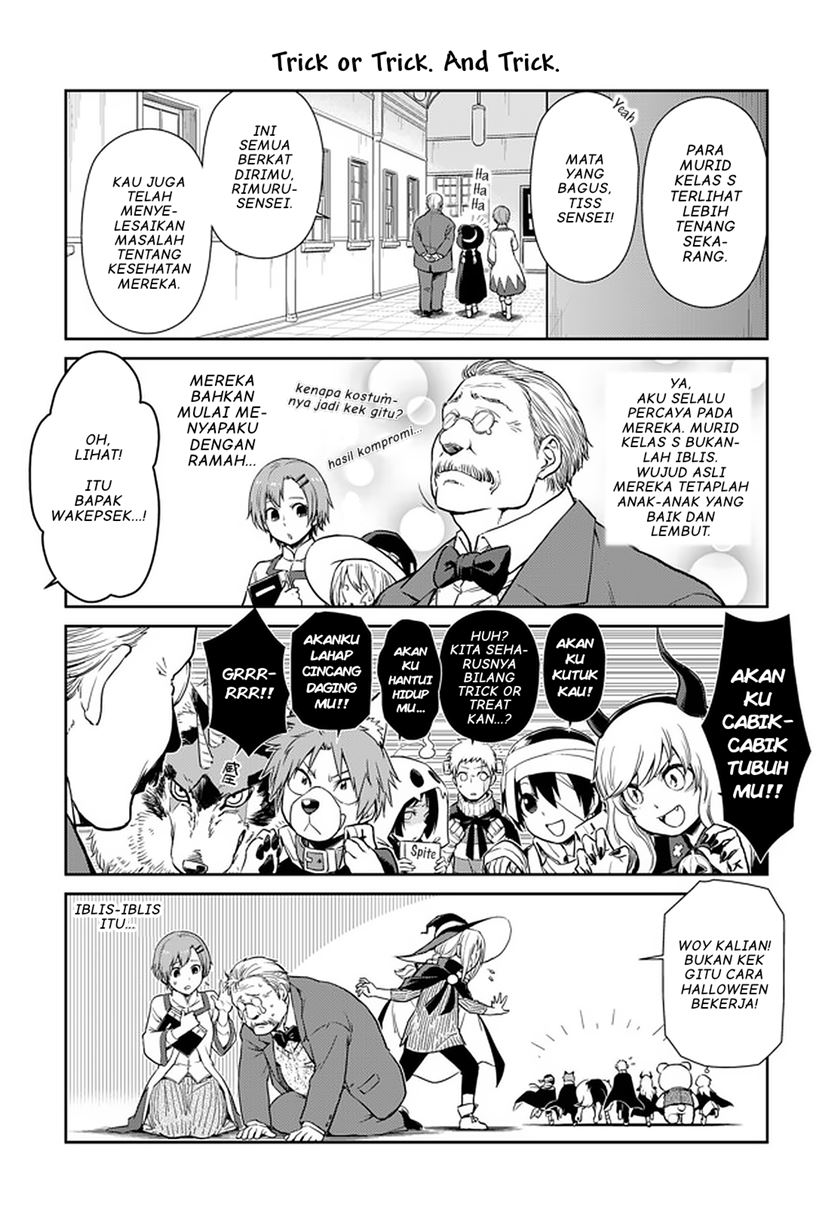 Trick or Trick. And Trick.
PARA
MURID
KELAS S
TERLIHAT
LEBIH
TENANG
SEKA-
RANG.
Yeah
MATA
YANG
BAGUS,
TISS
SENSEI!
Ha
Ha
Ha
INI
SEMUA
BERKAT
DIRIMU,
RIMURU-
SENSEI.
KAU JUGA
TELAH
MENYE-
LESAIKAN
MASALAH
TENTANG
KESEHATAN
MEREKA.
YA,
AKU SELALU
PERCAYA PADA
MEREKA. MURID
KELAS S BUKAN-
LAH IBLIS.
WUJUD ASLI
MEREKA TETAPLAH
ANAK-ANAK YANG
BAIK DAN
LEMBUT.
kenapa kostum-
nya jadi kek gitu?
hasil kompromi...
MEREKA
BAHKAN
MULAI ME-
NYAPAKU
DENGAN
RAMAH...
OH,
LIHAT!
ITU
BAPAK
WAKEPSEK...!
AKAN
KU
CABIK-
CABIK
TUBUH
MU!!
AKAN
KU
KUTUK
KAU!
HUH?
KITA SEHA-
RUSNYA
BILANG
TRICK OR
TREAT
KAN...?
AKAN
KU
HANTUI
HIDUP
MU...
AKANKU
LAHAP
CINCANG
DAGING
MU!!
GRRR-
RRR!!
Spite
WOY KALIAN!
BUKAN KEK
GITU CARA
HALLOWEEN
BEKERJA!
IBLIS-IBLIS
ITU...